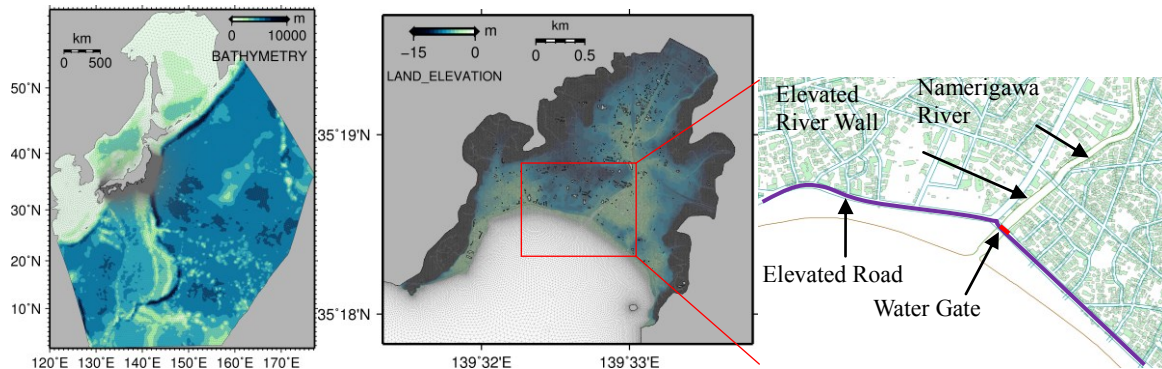 km
0 500
m
0 10000
BATHYMETRY
50°N
40°N
30°N
20°N
10°N
120°E 130°E 140°E 150°E 160°E 170°E
m
−15 0
LAND_ELEVATION
km
0 0.5
35°19'N
35°18'N
139°32'E 139°33'E
Elevated
River Wall
Namerigawa
River
Elevated Road
Water Gate